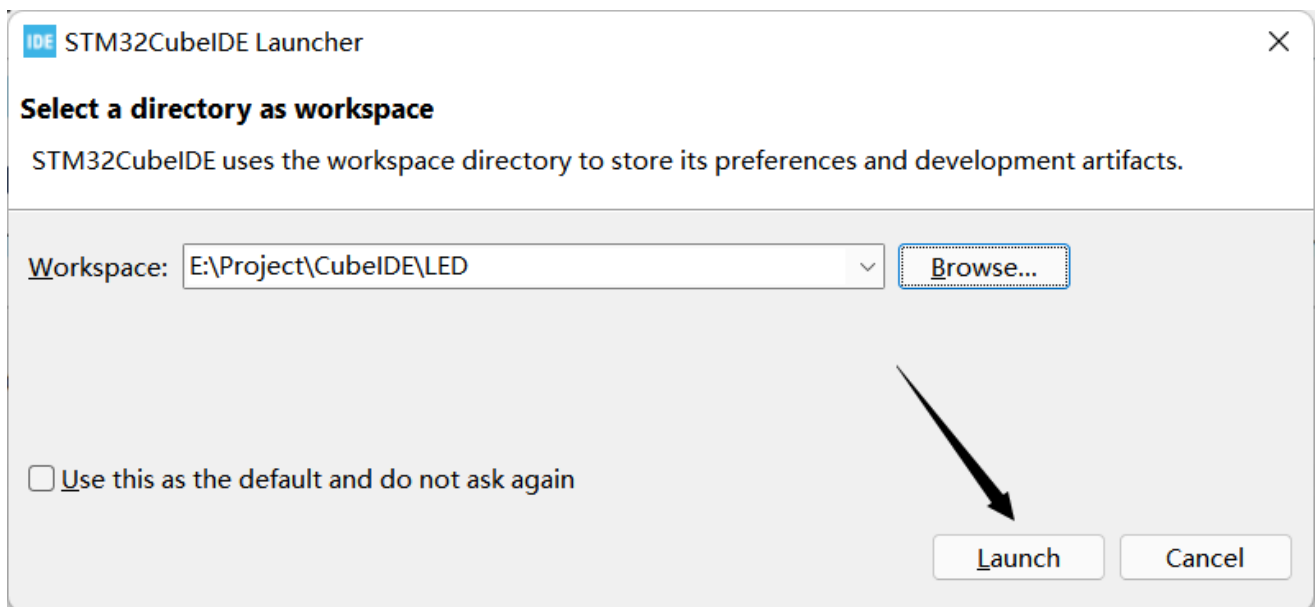 IDE STM32CubeIDE Launcher
Select a directory as workspace
STM32CubeIDE uses the workspace directory to store its preferences and development artifacts.
Workspace: E:\Project\CubeIDE\LED Browse...
Use this as the default and do not ask again
Launch Cancel